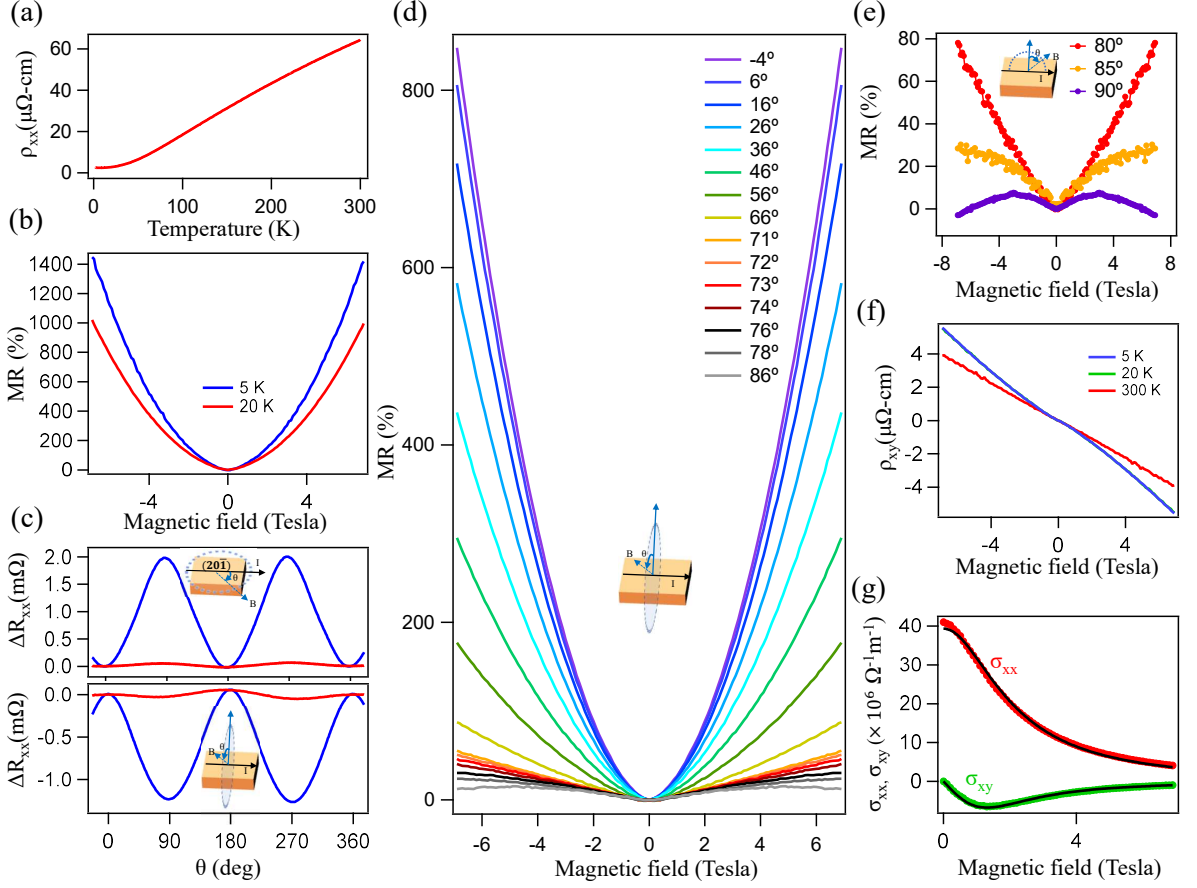 (a)
ρxx(μΩ-cm)
60
40
20
0
0 100 200 300
Temperature (K)
(b)
MR (%)
1400
1200
1000
800
600
400
200
0
5 K
20 K
-4 0 4
Magnetic field (Tesla)
(c)
ΔRxx(mΩ)
2.0
1.5
1.0
0.5
0.0
(201̄)
I
θ
B
ΔRxx(mΩ)
0.0
-0.5
-1.0
B
θ
I
0 90 180 270 360
θ (deg)
(d)
MR (%)
800
600
400
200
0
-4º
6º
16º
26º
36º
46º
56º
66º
71º
72º
73º
74º
76º
78º
86º
B
θ
I
-6 -4 -2 0 2 4 6
Magnetic field (Tesla)
(e)
MR (%)
80
60
40
20
0
θ
B
I
80º
85º
90º
-8 -4 0 4 8
Magnetic field (Tesla)
(f)
ρxy(μΩ-cm)
4
2
0
-2
-4
5 K
20 K
300 K
-4 0 4
Magnetic field (Tesla)
(g)
σxx, σxy (× 10⁶ Ω⁻¹m⁻¹)
40
30
20
10
0
σxx
σxy
0 4
Magnetic field (Tesla)